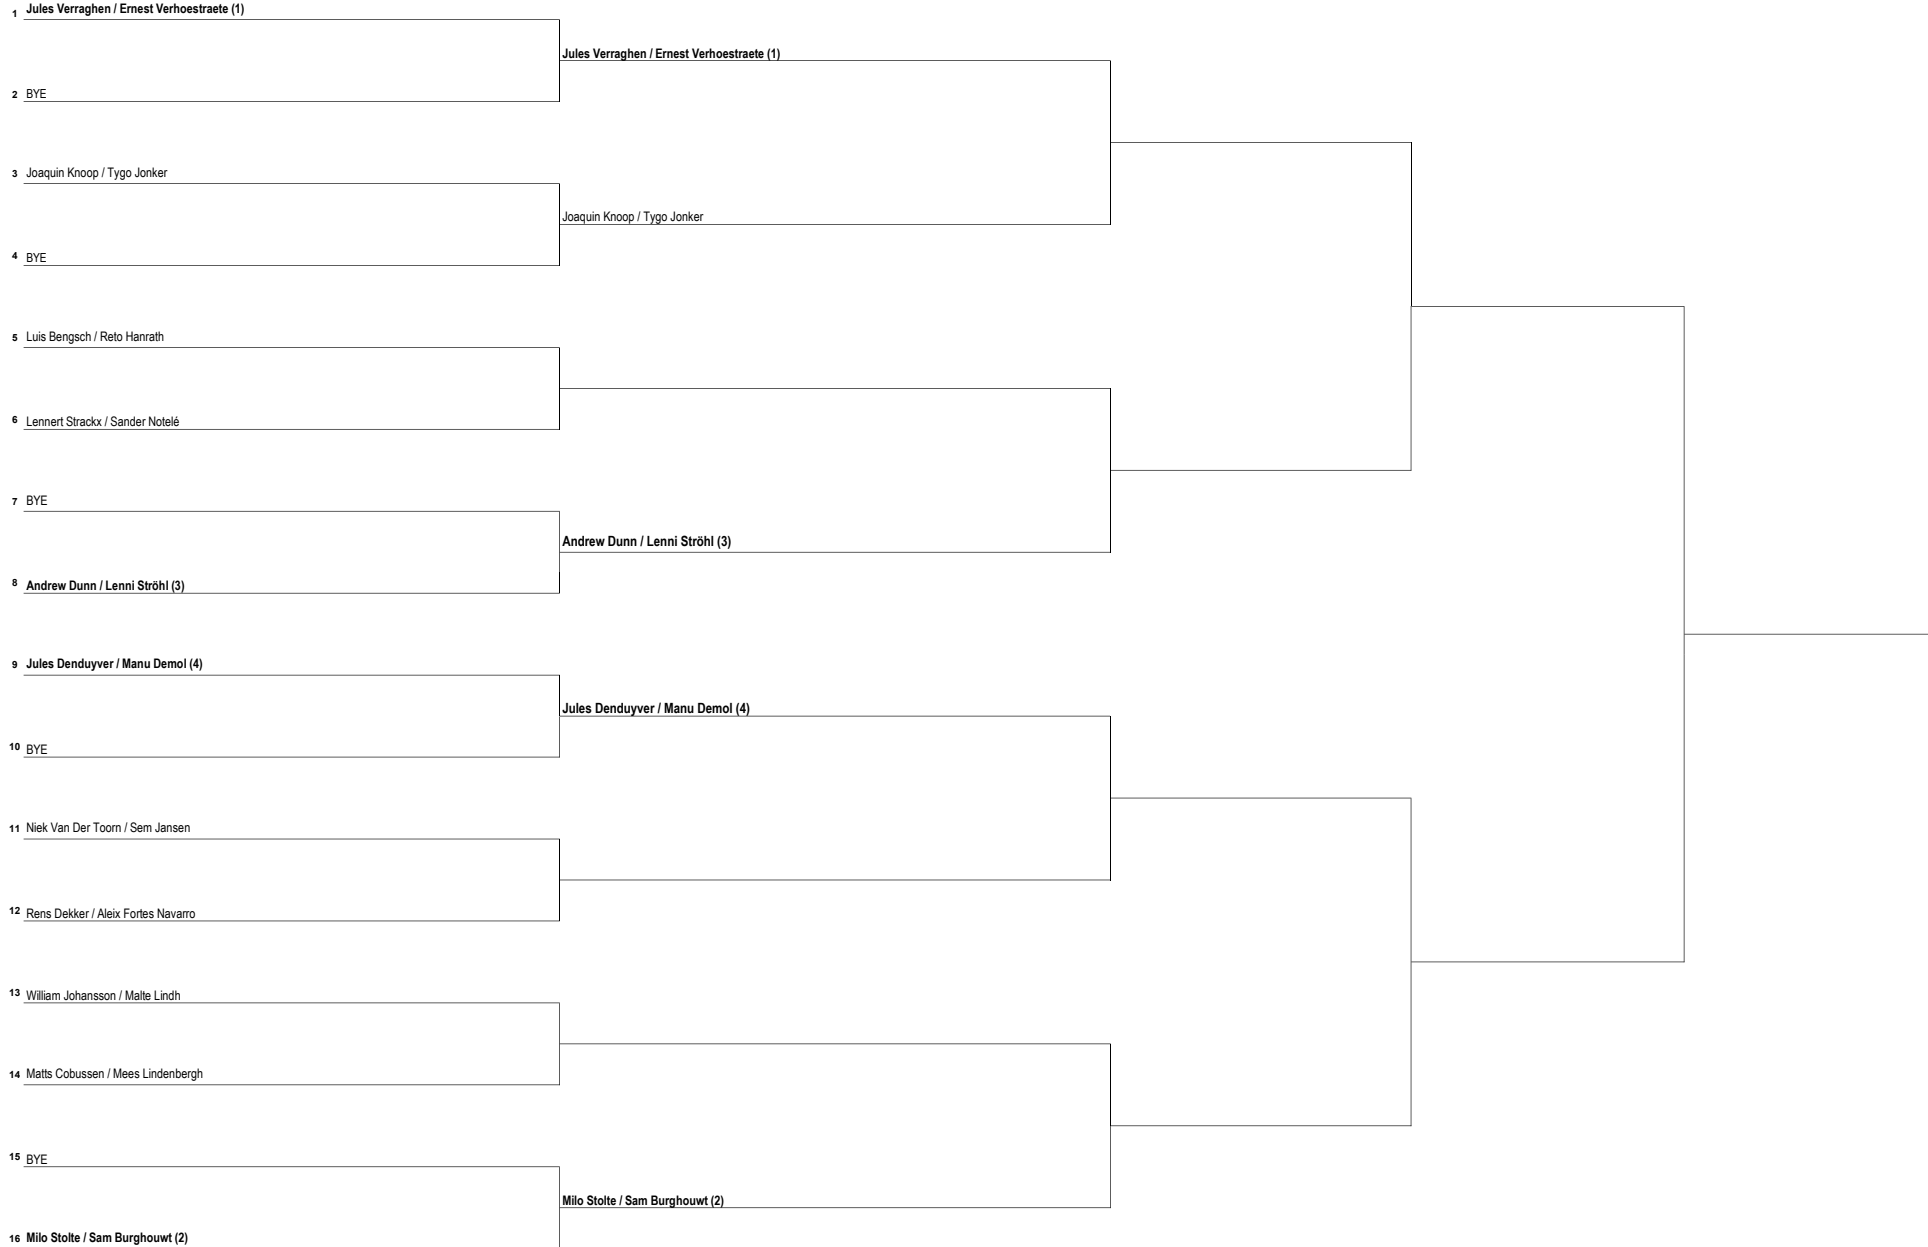 1 Jules Verraghen / Ernest Verhoestraete (1)
Jules Verraghen / Ernest Verhoestraete (1)
2 BYE
3 Joaquin Knoop / Tygo Jonker
Joaquin Knoop / Tygo Jonker
4 BYE
5 Luis Bengsch / Reto Hanrath
6 Lennert Strackx / Sander Notelé
7 BYE
Andrew Dunn / Lenni Ströhl (3)
8 Andrew Dunn / Lenni Ströhl (3)
9 Jules Denduyver / Manu Demol (4)
Jules Denduyver / Manu Demol (4)
10 BYE
11 Niek Van Der Toorn / Sem Jansen
12 Rens Dekker / Aleix Fortes Navarro
13 William Johansson / Malte Lindh
14 Matts Cobussen / Mees Lindenbergh
15 BYE
Milo Stolte / Sam Burghouwt (2)
16 Milo Stolte / Sam Burghouwt (2)